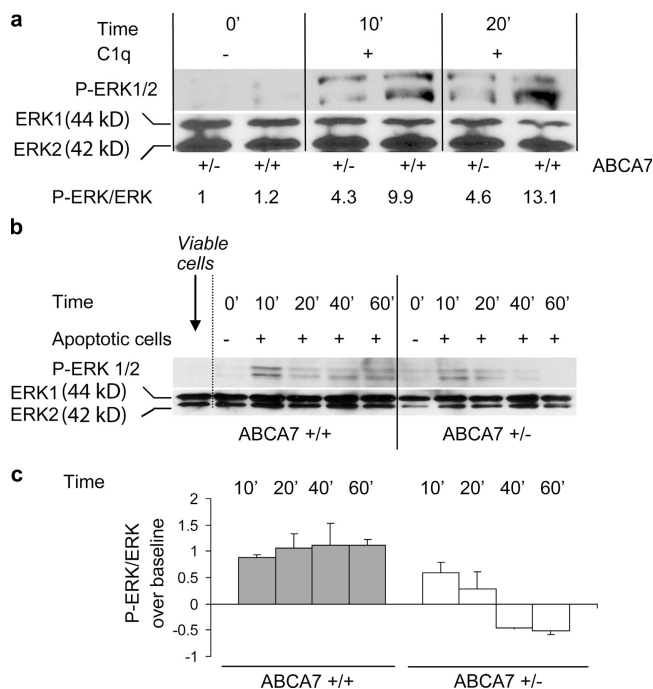 a
Time 0' 10' 20'
C1q - + +
P-ERK1/2
ERK1 (44 kD)
ERK2 (42 kD)
+/- +/+ +/- +/+ +/- +/+ ABCA7
P-ERK/ERK 1 1.2 4.3 9.9 4.6 13.1
b
Viable
cells
Time 0' 10' 20' 40' 60' 0' 10' 20' 40' 60'
Apoptotic cells - + + + + - + + + +
P-ERK 1/2
ERK1 (44 kD)
ERK2 (42 kD)
ABCA7 +/+ ABCA7 +/-
c
Time 10' 20' 40' 60' 10' 20' 40' 60'
P-ERK/ERK
over baseline
2
1.5
1
0.5
0
-0.5
-1
ABCA7 +/+ ABCA7 +/-